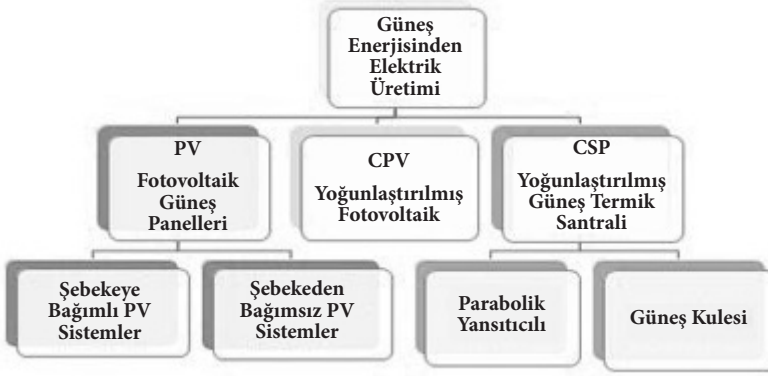 Güneş
Enerjisinden
Elektrik
Üretimi
PV
Fotovoltaik
Güneş
Panelleri
CPV
Yoğunlaştırılmış
Fotovoltaik
CSP
Yoğunlaştırılmış
Güneş Termik
Santrali
Şebekeye
Bağımlı PV
Sistemler
Şebekeden
Bağımsız PV
Sistemler
Parabolik
Yansıtıcılı
Güneş Kulesi